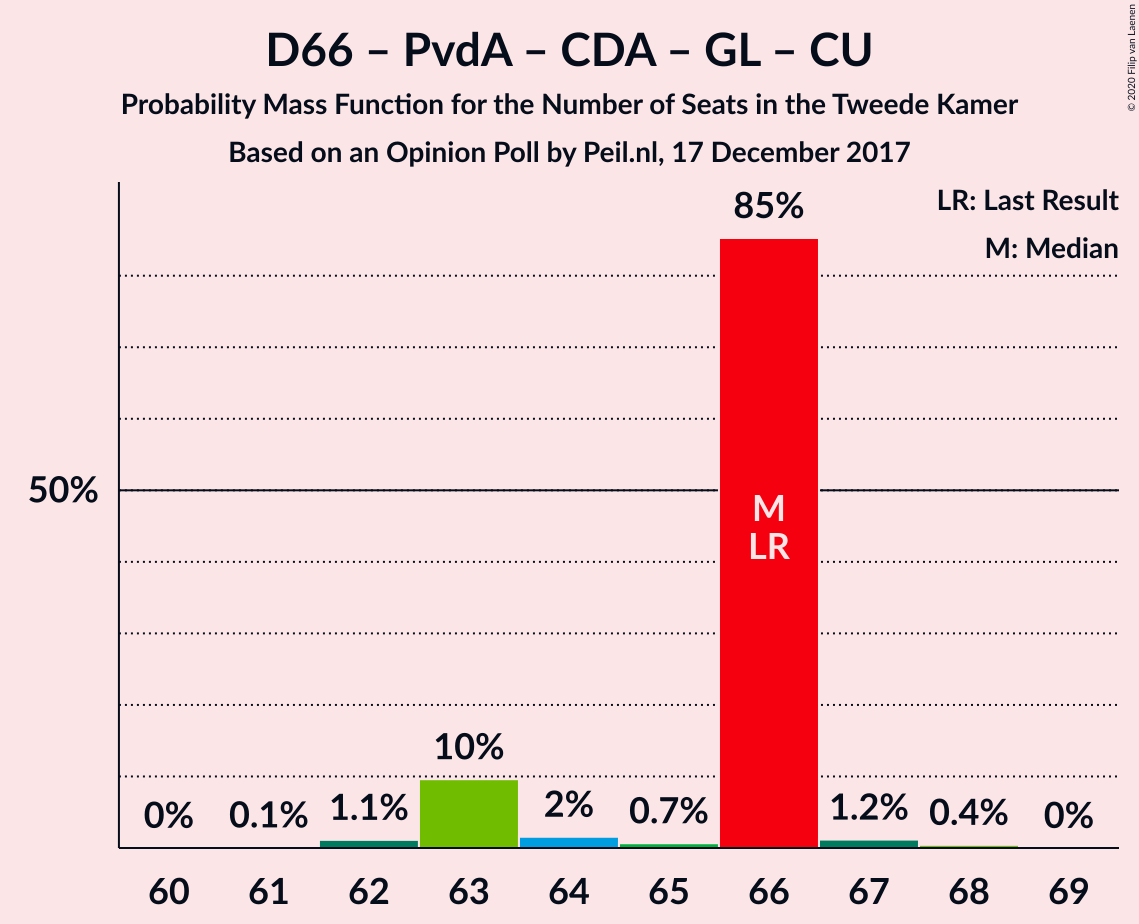 D66 – PvdA – CDA – GL – CU
Probability Mass Function for the Number of Seats in the Tweede Kamer
Based on an Opinion Poll by Peil.nl, 17 December 2017
© 2020 Filip van Laenen
LR: Last Result
M: Median
50%
0%
0.1%
1.1%
10%
2%
0.7%
85%
1.2%
0.4%
0%
M
LR
60 61 62 63 64 65 66 67 68 69